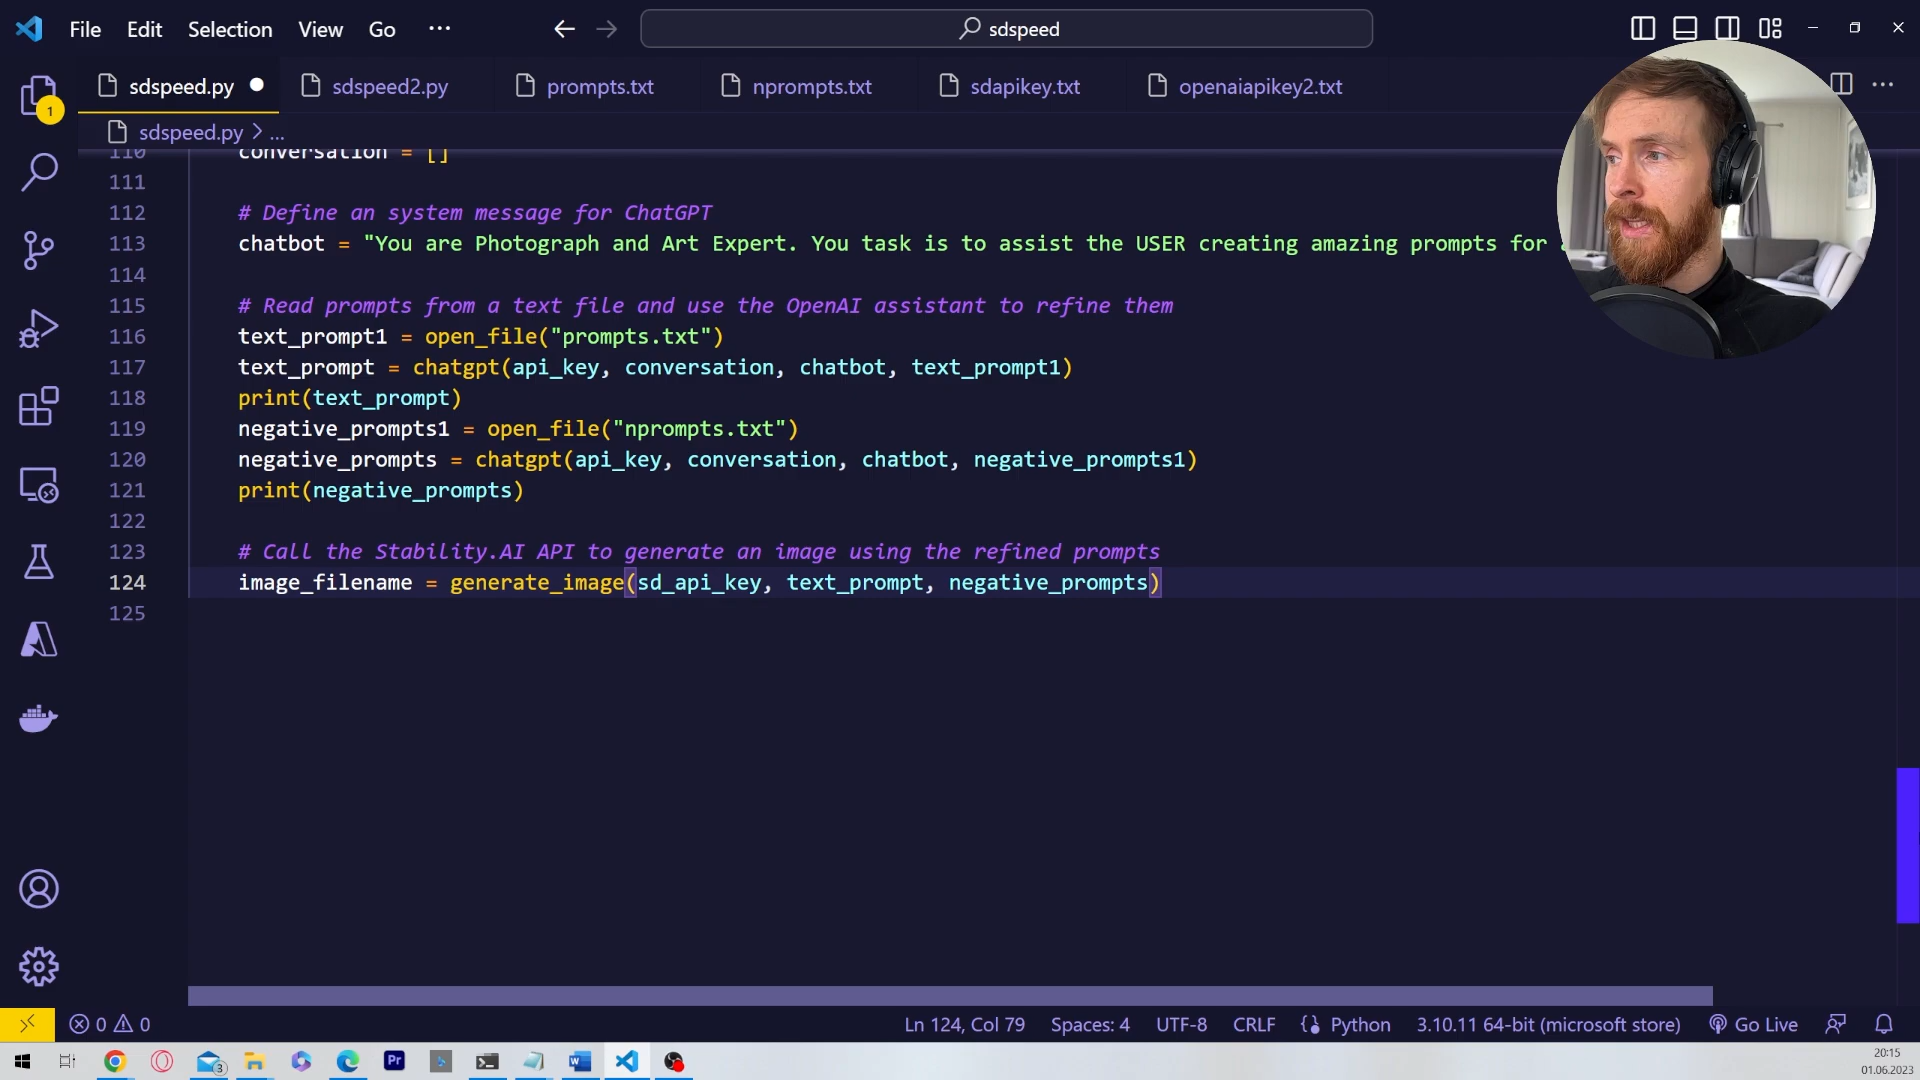 File Edit Selection View Go ···
sdspeed
sdspeed.py sdspeed2.py prompts.txt nprompts.txt sdapikey.txt openaiapikey2.txt
1
sdspeed.py > ...
110 conversation = []
111
112 # Define an system message for ChatGPT
113 chatbot = "You are Photograph and Art Expert. You task is to assist the USER creating amazing prompts for
114
115 # Read prompts from a text file and use the OpenAI assistant to refine them
116 text_prompt1 = open_file("prompts.txt")
117 text_prompt = chatgpt(api_key, conversation, chatbot, text_prompt1)
118 print(text_prompt)
119 negative_prompts1 = open_file("nprompts.txt")
120 negative_prompts = chatgpt(api_key, conversation, chatbot, negative_prompts1)
121 print(negative_prompts)
122
123 # Call the Stability.AI API to generate an image using the refined prompts
124 image_filename = generate_image(sd_api_key, text_prompt, negative_prompts)
125
0 0 Ln 124, Col 79 Spaces: 4 UTF-8 CRLF Python 3.10.11 64-bit (microsoft store) Go Live
3 Pr
20:15
01.06.2023